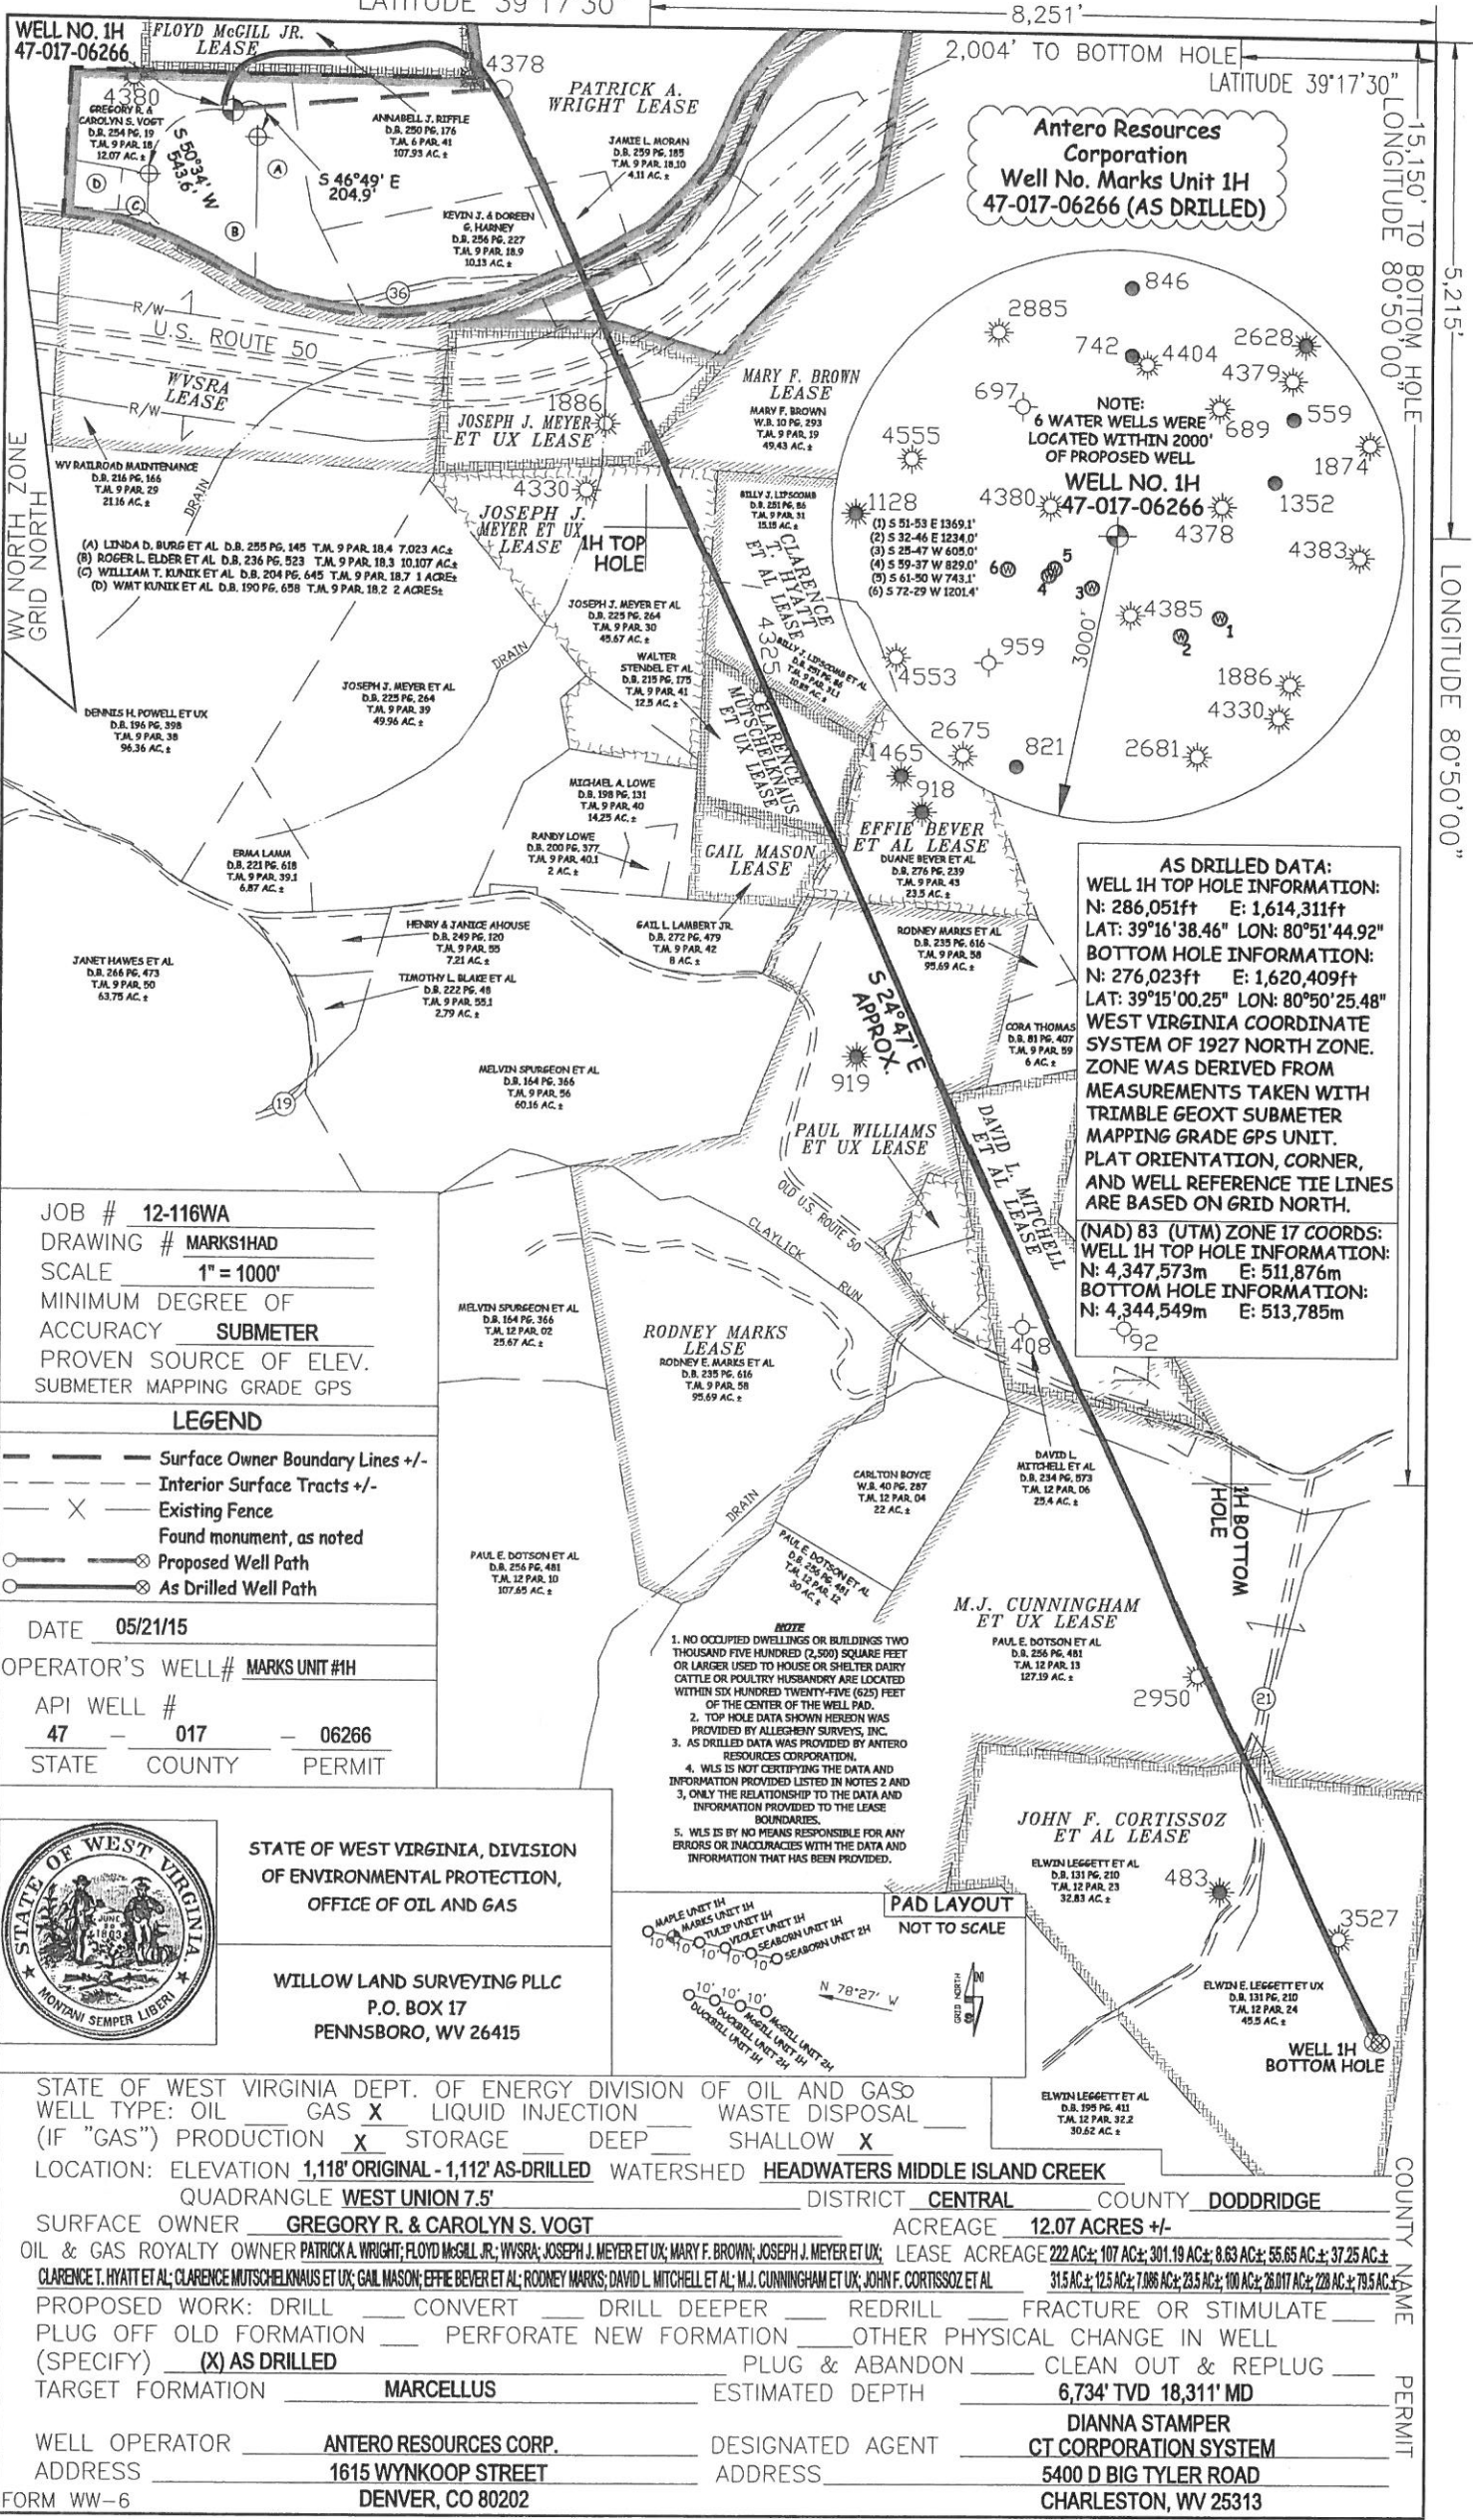 LATITUDE 39°17'30"
8,251'
2,004' TO BOTTOM HOLE
LATITUDE 39°17'30"
15,150' TO BOTTOM HOLE
LONGITUDE 80°50'00"
5,215'
LONGITUDE 80°50'00"
WELL NO. 1H
47-017-06266
FLOYD McGILL JR.
LEASE
4378
4380
GREGORY R. &
CAROLYN S. VOGT
D.B. 254 PG. 19
T.M. 9 PAR. 18
12.07 AC.±
S 50°34' W
543.6'
ANNABELL J. RIFFLE
D.B. 250 PG. 176
T.M. 6 PAR. 41
107.93 AC.±
S 46°49' E
204.9'
PATRICK A.
WRIGHT LEASE
JAMIE L. MORAN
D.B. 259 PG. 185
T.M. 9 PAR. 18.10
4.11 AC.±
KEVIN J. & DOREEN
G. HARNEY
D.B. 256 PG. 227
T.M. 9 PAR. 18.9
10.13 AC.±
A
B
C
D
36
R/W
U.S. ROUTE 50
WVSRA
LEASE
R/W
WV NORTH ZONE
GRID NORTH
Antero Resources
Corporation
Well No. Marks Unit 1H
47-017-06266 (AS DRILLED)
846
2885
742
4404
2628
4379
697
689
559
NOTE:
6 WATER WELLS WERE
LOCATED WITHIN 2000'
OF PROPOSED WELL
4555
1874
WELL NO. 1H
47-017-06266
4380
1352
1128
4378
4383
(1) S 51-53 E 1369.1'
(2) S 32-46 E 1234.0'
(3) S 25-47 W 605.0'
(4) S 59-37 W 829.0'
(5) S 61-50 W 743.1'
(6) S 72-29 W 1201.4'
6
5
4
3
4385
1
2
3000'
959
4553
1886
4330
2675
821
2681
MARY F. BROWN
LEASE
MARY F. BROWN
W.B. 10 PG. 293
T.M. 9 PAR. 19
49.43 AC.±
1886
JOSEPH J. MEYER
ET UX LEASE
WV RAILROAD MAINTENANCE
D.B. 216 PG. 166
T.M. 9 PAR. 29
21.16 AC.±
DRAIN
4330
JOSEPH J.
MEYER ET UX
LEASE
1H TOP
HOLE
BILLY J. LIPSCOMB
D.B. 251 PG. 86
T.M. 9 PAR. 31
15.15 AC.±
CLARENCE
T. HYATT
ET AL LEASE
(A) LINDA D. BURG ET AL D.B. 255 PG. 145 T.M. 9 PAR. 18.4 7.023 AC±
(B) ROGER L. ELDER ET AL D.B. 236 PG. 523 T.M. 9 PAR. 18.3 10.107 AC±
(C) WILLIAM T. KUNIK ET AL D.B. 204 PG. 645 T.M. 9 PAR. 18.7 1 ACRE±
(D) WMT KUNIK ET AL D.B. 190 PG. 658 T.M. 9 PAR. 18.2 2 ACRES±
JOSEPH J. MEYER ET AL
D.B. 225 PG. 264
T.M. 9 PAR. 30
45.67 AC.±
4325
BILLY J. LIPSCOMB ET AL
D.B. 251 PG. 86
T.M. 9 PAR. 31.1
WALTER
STENDEL ET AL
D.B. 215 PG. 175
T.M. 9 PAR. 41
12.5 AC.±
DRAIN
JOSEPH J. MEYER ET AL
D.B. 225 PG. 264
T.M. 9 PAR. 39
49.96 AC.±
DENNIS H. POWELL ET UX
D.B. 196 PG. 398
T.M. 9 PAR. 38
96.36 AC.±
CLARENCE
MUTSCHELKNAUS
ET UX LEASE
1465
918
EFFIE BEVER
ET AL LEASE
DUANE BEVER ET AL
D.B. 276 PG. 239
T.M. 9 PAR. 43
23.5 AC.±
MICHAEL A. LOWE
D.B. 198 PG. 131
T.M. 9 PAR. 40
14.25 AC.±
RANDY LOWE
D.B. 200 PG. 377
T.M. 9 PAR. 40.1
2 AC.±
GAIL MASON
LEASE
ERMA LAMM
D.B. 221 PG. 618
T.M. 9 PAR. 39.1
6.87 AC.±
HENRY & JANICE AHOUSE
D.B. 249 PG. 120
T.M. 9 PAR. 55
7.21 AC.±
GAIL L. LAMBERT JR.
D.B. 272 PG. 479
T.M. 9 PAR. 42
8 AC.±
RODNEY MARKS ET AL
D.B. 235 PG. 616
T.M. 9 PAR. 58
95.69 AC.±
JANET HAWES ET AL
D.B. 266 PG. 473
T.M. 9 PAR. 50
63.75 AC.±
TIMOTHY L. BLAKE ET AL
D.B. 222 PG. 48
T.M. 9 PAR. 55.1
2.79 AC.±
S 24°47' E
APPROX.
CORA THOMAS
D.B. 81 PG. 407
T.M. 9 PAR. 59
6 AC.±
919
MELVIN SPURGEON ET AL
D.B. 164 PG. 366
T.M. 9 PAR. 56
60.16 AC.±
19
PAUL WILLIAMS
ET UX LEASE
DAVID L. MITCHELL
ET AL LEASE
OLD U.S. ROUTE 50
CLAYLICK
RUN
AS DRILLED DATA:
WELL 1H TOP HOLE INFORMATION:
N: 286,051ft E: 1,614,311ft
LAT: 39°16'38.46" LON: 80°51'44.92"
BOTTOM HOLE INFORMATION:
N: 276,023ft E: 1,620,409ft
LAT: 39°15'00.25" LON: 80°50'25.48"
WEST VIRGINIA COORDINATE
SYSTEM OF 1927 NORTH ZONE.
ZONE WAS DERIVED FROM
MEASUREMENTS TAKEN WITH
TRIMBLE GEOXT SUBMETER
MAPPING GRADE GPS UNIT.
PLAT ORIENTATION, CORNER,
AND WELL REFERENCE TIE LINES
ARE BASED ON GRID NORTH.
(NAD) 83 (UTM) ZONE 17 COORDS:
WELL 1H TOP HOLE INFORMATION:
N: 4,347,573m E: 511,876m
BOTTOM HOLE INFORMATION:
N: 4,344,549m E: 513,785m
92
408
JOB # 12-116WA
DRAWING # MARKS1HAD
SCALE 1" = 1000'
MINIMUM DEGREE OF
ACCURACY SUBMETER
PROVEN SOURCE OF ELEV.
SUBMETER MAPPING GRADE GPS
LEGEND
Surface Owner Boundary Lines +/-
Interior Surface Tracts +/-
X Existing Fence
Found monument, as noted
Proposed Well Path
As Drilled Well Path
DATE 05/21/15
OPERATOR'S WELL# MARKS UNIT #1H
API WELL #
47 - 017 - 06266
STATE COUNTY PERMIT
MELVIN SPURGEON ET AL
D.B. 164 PG. 366
T.M. 12 PAR. 02
25.67 AC.±
RODNEY MARKS
LEASE
RODNEY E. MARKS ET AL
D.B. 235 PG. 616
T.M. 9 PAR. 58
95.69 AC.±
DAVID L.
MITCHELL ET AL
D.B. 234 PG. 573
T.M. 12 PAR. 06
25.4 AC.±
CARLTON BOYCE
W.B. 40 PG. 287
T.M. 12 PAR. 04
22 AC.±
1H BOTTOM
HOLE
DRAIN
PAUL E. DOTSON ET AL
D.B. 256 PG. 481
T.M. 12 PAR. 12
30 AC.±
PAUL E. DOTSON ET AL
D.B. 256 PG. 481
T.M. 12 PAR. 10
107.65 AC.±
M.J. CUNNINGHAM
ET UX LEASE
PAUL E. DOTSON ET AL
D.B. 256 PG. 481
T.M. 12 PAR. 13
127.19 AC.±
2950
21
NOTE
1. NO OCCUPIED DWELLINGS OR BUILDINGS TWO
THOUSAND FIVE HUNDRED (2,500) SQUARE FEET
OR LARGER USED TO HOUSE OR SHELTER DAIRY
CATTLE OR POULTRY HUSBANDRY ARE LOCATED
WITHIN SIX HUNDRED TWENTY-FIVE (625) FEET
OF THE CENTER OF THE WELL PAD.
2. TOP HOLE DATA SHOWN HEREON WAS
PROVIDED BY ALLEGHENY SURVEYS, INC.
3. AS DRILLED DATA WAS PROVIDED BY ANTERO
RESOURCES CORPORATION.
4. WLS IS NOT CERTIFYING THE DATA AND
INFORMATION PROVIDED LISTED IN NOTES 2 AND
3, ONLY THE RELATIONSHIP TO THE DATA AND
INFORMATION PROVIDED TO THE LEASE
BOUNDARIES.
5. WLS IS BY NO MEANS RESPONSIBLE FOR ANY
ERRORS OR INACCURACIES WITH THE DATA AND
INFORMATION THAT HAS BEEN PROVIDED.
JOHN F. CORTISSOZ
ET AL LEASE
ELWIN LEGGETT ET AL
D.B. 131 PG. 210
T.M. 12 PAR. 23
32.83 AC.±
483
3527
ELWIN E. LEGGETT ET UX
D.B. 131 PG. 210
T.M. 12 PAR. 24
45.5 AC.±
WELL 1H
BOTTOM HOLE
ELWIN LEGGETT ET AL
D.B. 195 PG. 411
T.M. 12 PAR. 32.2
30.62 AC.±
STATE OF WEST VIRGINIA
JUNE 20 1863
MONTANI SEMPER LIBERI
STATE OF WEST VIRGINIA, DIVISION
OF ENVIRONMENTAL PROTECTION,
OFFICE OF OIL AND GAS
WILLOW LAND SURVEYING PLLC
P.O. BOX 17
PENNSBORO, WV 26415
PAD LAYOUT
NOT TO SCALE
MAPLE UNIT 1H
MARKS UNIT 1H
TULIP UNIT 1H
VIOLET UNIT 1H
SEABORN UNIT 1H
SEABORN UNIT 2H
10' 10' 10' 10' 10'
10' 10' 10'
DUCKBILL UNIT 1H
DUCKBILL UNIT 2H
McGILL UNIT 1H
McGILL UNIT 2H
N 78°27' W
GRID NORTH
STATE OF WEST VIRGINIA DEPT. OF ENERGY DIVISION OF OIL AND GAS
WELL TYPE: OIL GAS X LIQUID INJECTION WASTE DISPOSAL
(IF "GAS") PRODUCTION X STORAGE DEEP SHALLOW X
LOCATION: ELEVATION 1,118' ORIGINAL - 1,112' AS-DRILLED WATERSHED HEADWATERS MIDDLE ISLAND CREEK
QUADRANGLE WEST UNION 7.5' DISTRICT CENTRAL COUNTY DODDRIDGE
SURFACE OWNER GREGORY R. & CAROLYN S. VOGT ACREAGE 12.07 ACRES +/-
OIL & GAS ROYALTY OWNER PATRICK A. WRIGHT; FLOYD McGILL JR.; WVSRA; JOSEPH J. MEYER ET UX; MARY F. BROWN; JOSEPH J. MEYER ET UX; LEASE ACREAGE 222 AC±; 107 AC±; 301.19 AC±; 8.63 AC±; 55.65 AC±; 37.25 AC±
CLARENCE T. HYATT ET AL; CLARENCE MUTSCHELKNAUS ET UX; GAIL MASON; EFFIE BEVER ET AL; RODNEY MARKS; DAVID L. MITCHELL ET AL; M.J. CUNNINGHAM ET UX; JOHN F. CORTISSOZ ET AL 31.5 AC±; 12.5 AC±; 7.086 AC±; 23.5 AC±; 100 AC±; 26.017 AC±; 228 AC±; 79.5 AC±
PROPOSED WORK: DRILL CONVERT DRILL DEEPER REDRILL FRACTURE OR STIMULATE
PLUG OFF OLD FORMATION PERFORATE NEW FORMATION OTHER PHYSICAL CHANGE IN WELL
(SPECIFY) (X) AS DRILLED PLUG & ABANDON CLEAN OUT & REPLUG
TARGET FORMATION MARCELLUS ESTIMATED DEPTH 6,734' TVD 18,311' MD
WELL OPERATOR ANTERO RESOURCES CORP. DESIGNATED AGENT DIANNA STAMPER
CT CORPORATION SYSTEM
ADDRESS 1615 WYNKOOP STREET ADDRESS 5400 D BIG TYLER ROAD
FORM WW-6 DENVER, CO 80202 CHARLESTON, WV 25313
COUNTY NAME
PERMIT